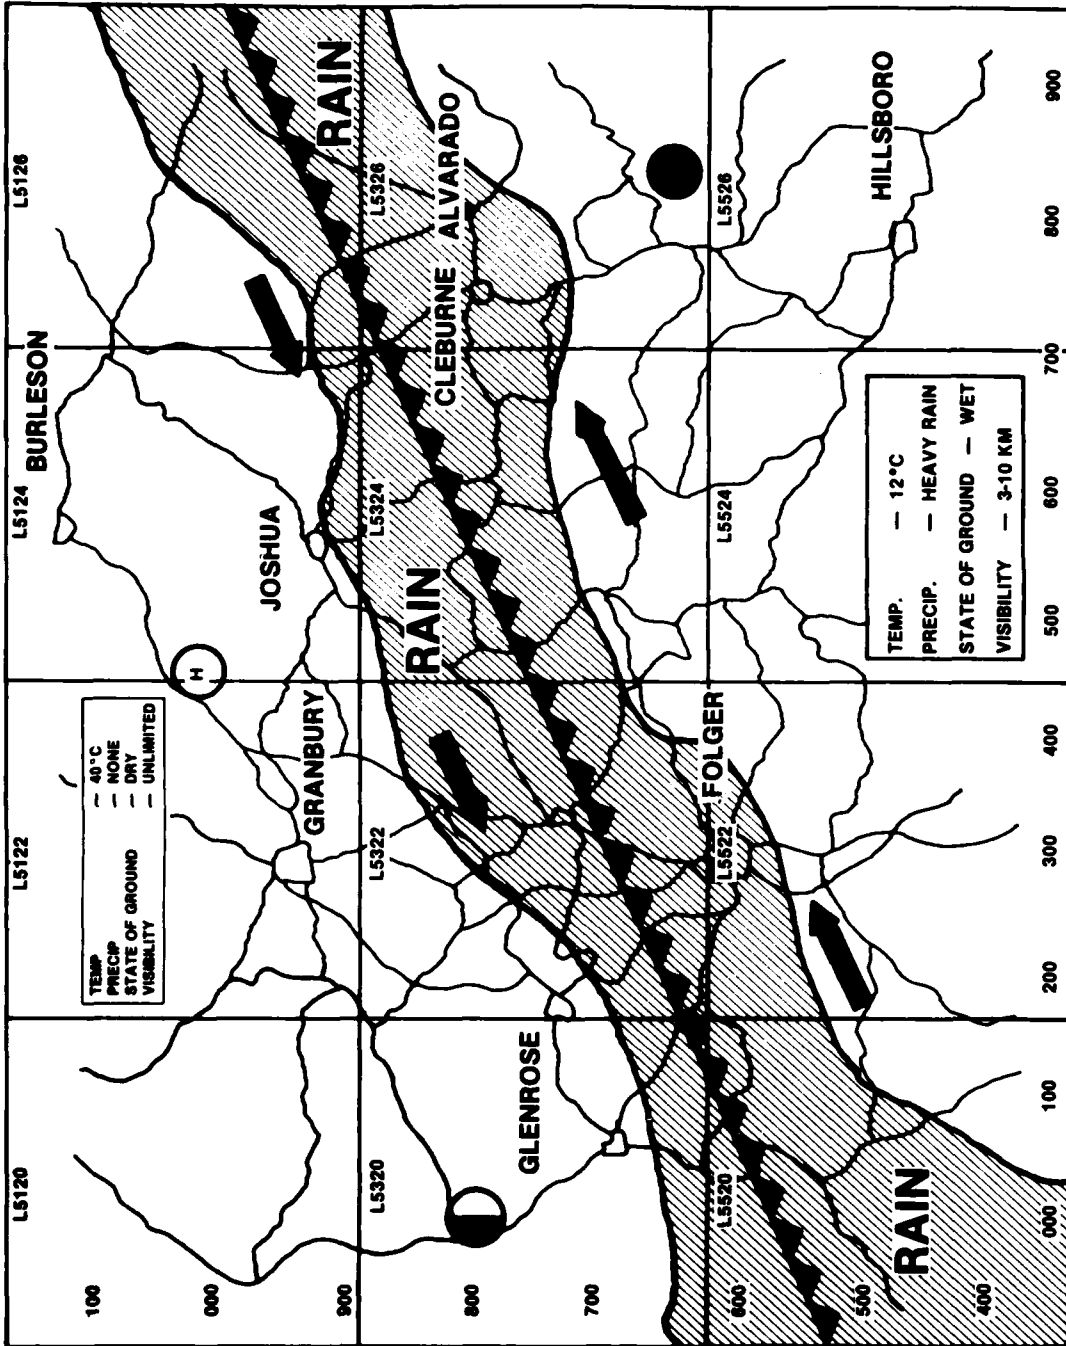 L5120 L5122 L5124 L5126
BURLESON
100
TEMP — 40°C
PRECIP — NONE
STATE OF GROUND — DRY
VISIBILITY — UNLIMITED
H
000
JOSHUA
GRANBURY
RAIN
900
L5320 L5322 L5324 L5326
RAIN
CLEBURNE ALVARADO
800
GLENROSE
700
FOLGER
L5520 L5522 L5524 L5526
600
HILLSBORO
500
RAIN
TEMP. — 12°C
PRECIP. — HEAVY RAIN
STATE OF GROUND — WET
VISIBILITY — 3-10 KM
400
000 100 200 300 400 500 600 700 800 900